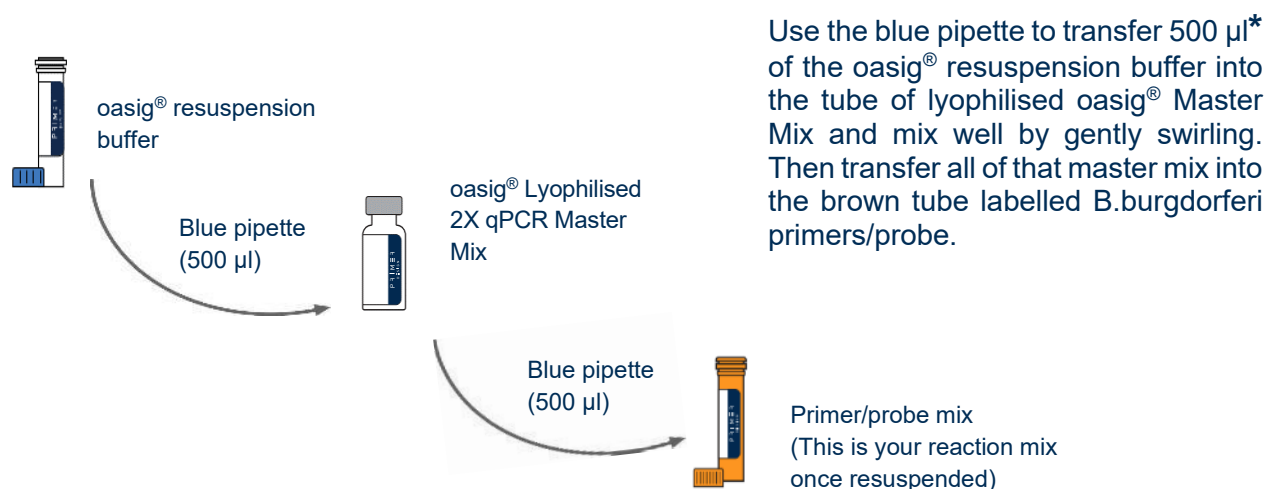 Use the blue pipette to transfer 500 µl*
of the oasig® resuspension buffer into
the tube of lyophilised oasig® Master
Mix and mix well by gently swirling.
Then transfer all of that master mix into
the brown tube labelled B.burgdorferi
primers/probe.
oasig® resuspension
buffer
PRIMER
Blue pipette
(500 µl)
oasig® Lyophilised
2X qPCR Master
Mix
PRIMER
Blue pipette
(500 µl)
PRIMER
Primer/probe mix
(This is your reaction mix
once resuspended)